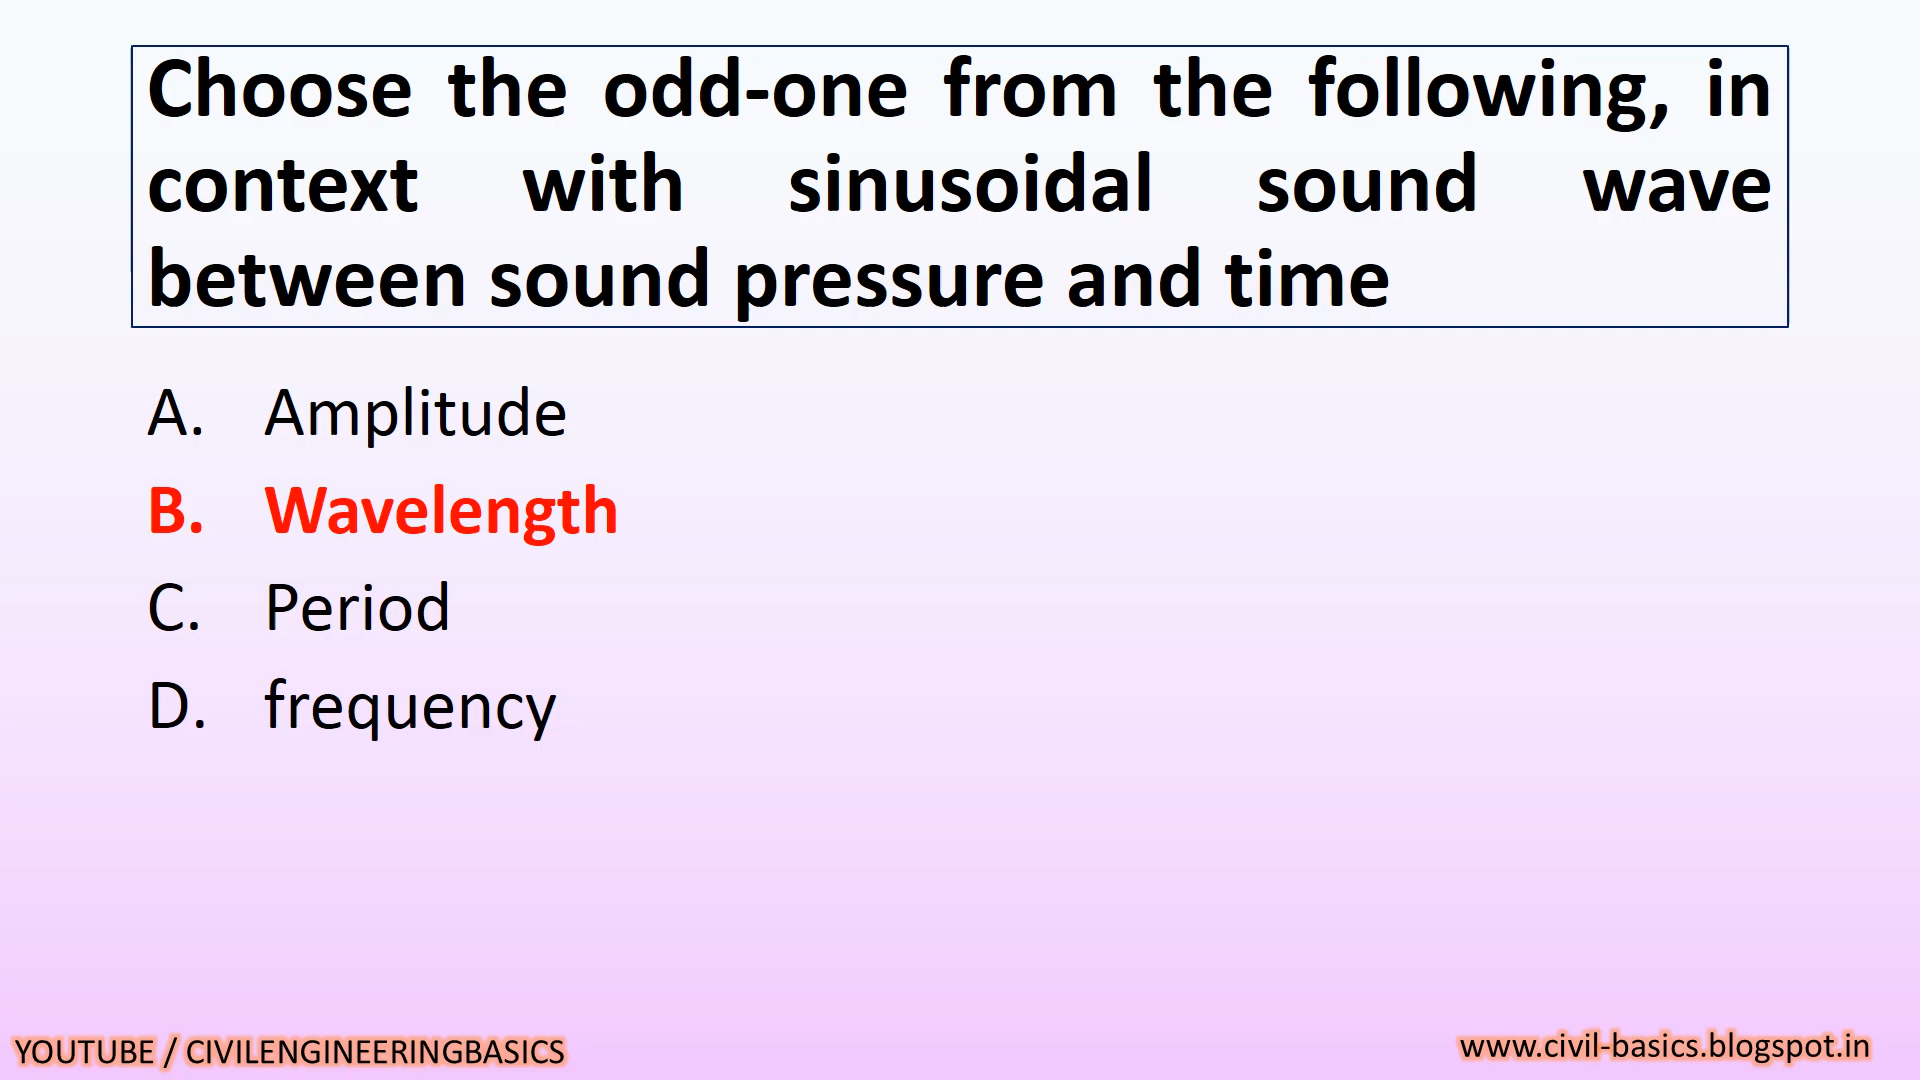 Choose the odd-one from the following, in
context with sinusoidal sound wave
between sound pressure and time
A. Amplitude
B. Wavelength
C. Period
D. frequency
YOUTUBE / CIVILENGINEERINGBASICS
www.civil-basics.blogspot.in